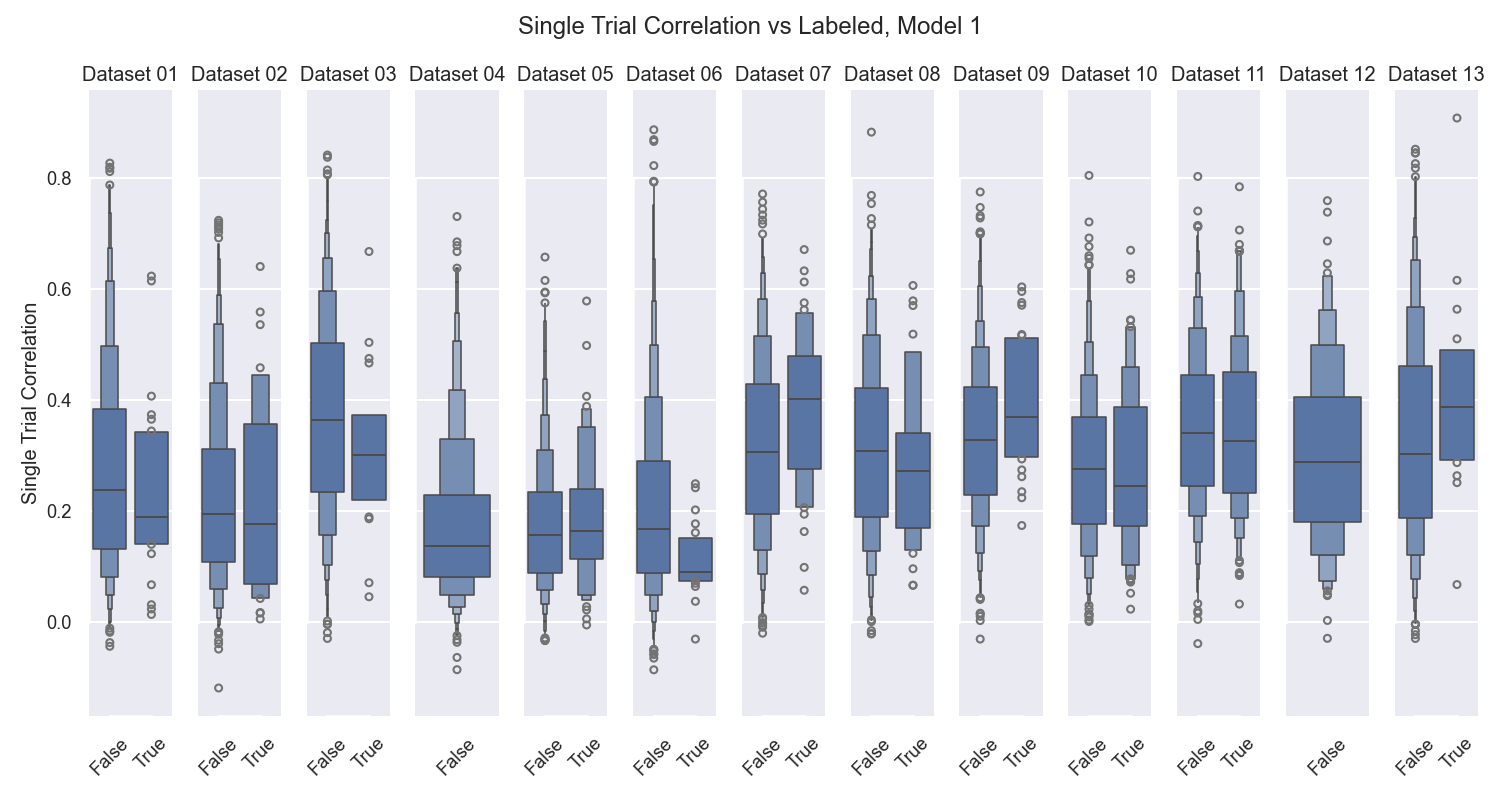 Single Trial Correlation vs Labeled, Model 1
Dataset 01 Dataset 02 Dataset 03 Dataset 04 Dataset 05 Dataset 06 Dataset 07 Dataset 08 Dataset 09 Dataset 10 Dataset 11 Dataset 12 Dataset 13
Single Trial Correlation
0.8
0.6
0.4
0.2
0.0
False True False True False True False False True False True False True False True False True False True False True False False True